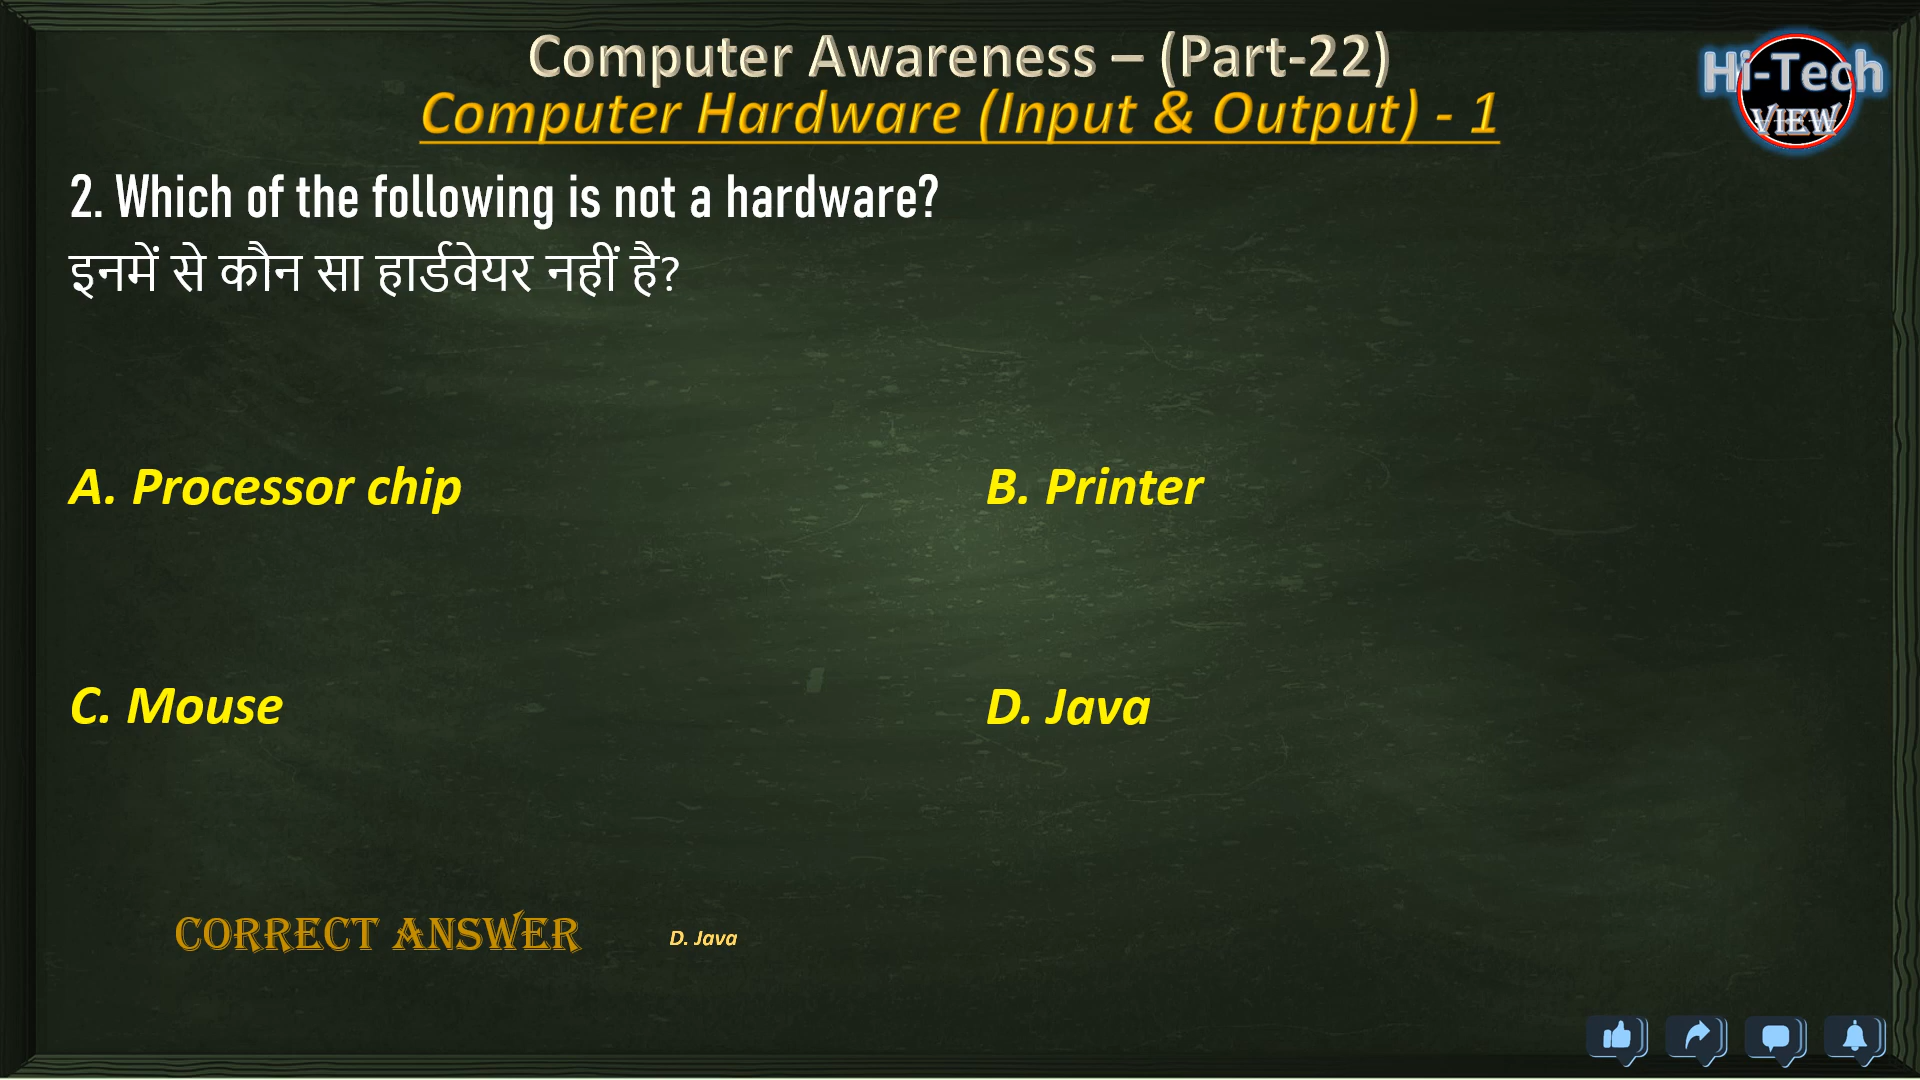 Computer Awareness – (Part-22)
Computer Hardware (Input & Output) - 1
Hi-Tech
VIEW
2. Which of the following is not a hardware?
इनमें से कौन सा हार्डवेयर नहीं है?
A. Processor chip
B. Printer
C. Mouse
D. Java
CORRECT ANSWER
D. Java